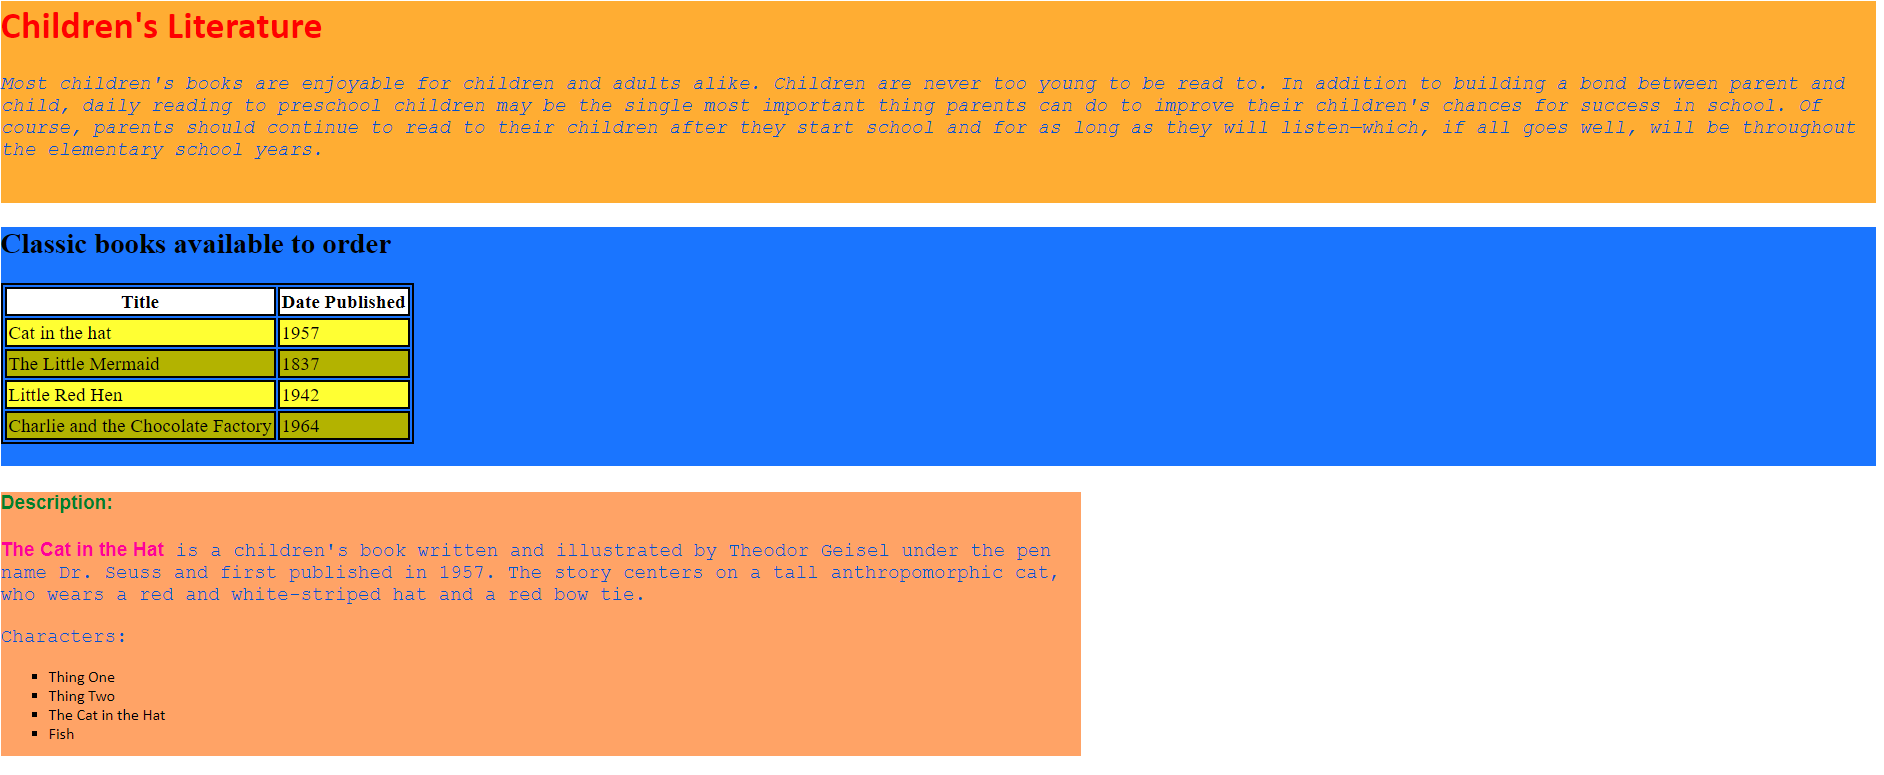 Children's Literature
Most children's books are enjoyable for children and adults alike. Children are never too young to be read to. In addition to building a bond between parent and
child, daily reading to preschool children may be the single most important thing parents can do to improve their children's chances for success in school. Of
course, parents should continue to read to their children after they start school and for as long as they will listen—which, if all goes well, will be throughout
the elementary school years.
Classic books available to order
Title Date Published
Cat in the hat 1957
The Little Mermaid 1837
Little Red Hen 1942
Charlie and the Chocolate Factory 1964
Description:
The Cat in the Hat is a children's book written and illustrated by Theodor Geisel under the pen
name Dr. Seuss and first published in 1957. The story centers on a tall anthropomorphic cat,
who wears a red and white-striped hat and a red bow tie.
Characters:
Thing One
Thing Two
The Cat in the Hat
Fish